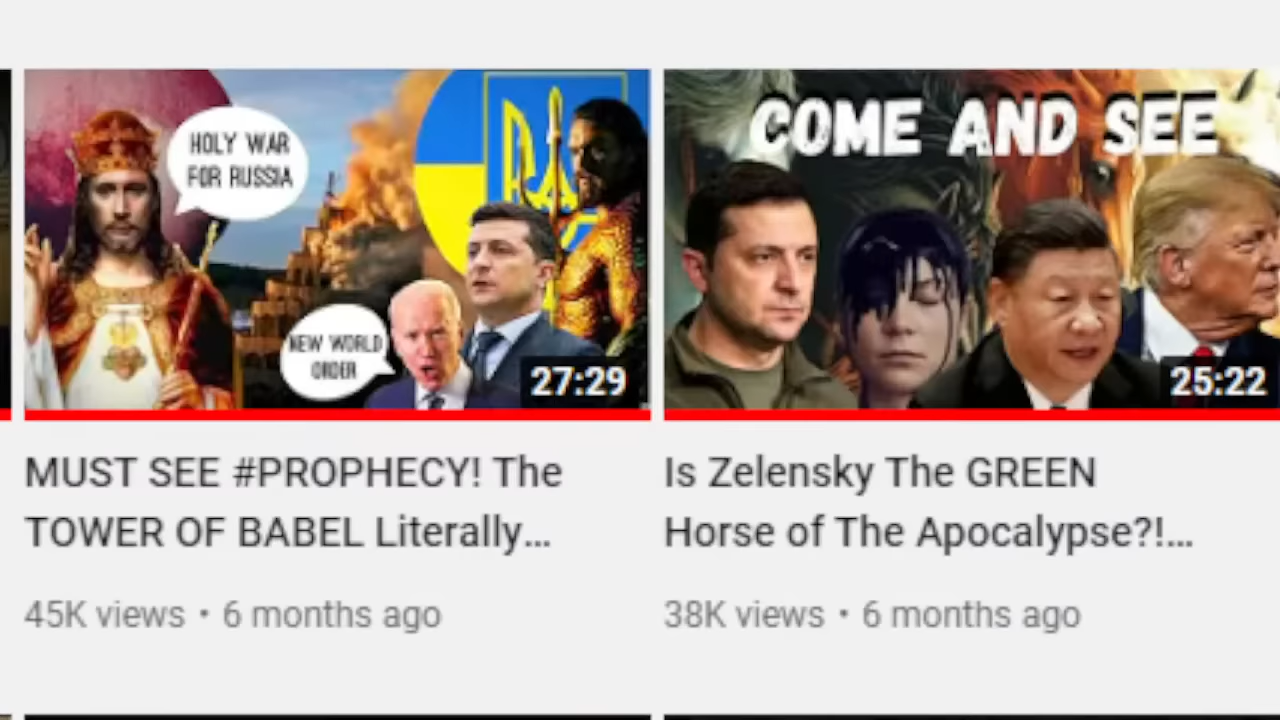 HOLY WAR
FOR RUSSIA
NEW WORLD
ORDER
27:29
COME AND SEE
25:22
MUST SEE #PROPHECY! The
TOWER OF BABEL Literally...
45K views • 6 months ago
Is Zelensky The GREEN
Horse of The Apocalypse?!...
38K views • 6 months ago